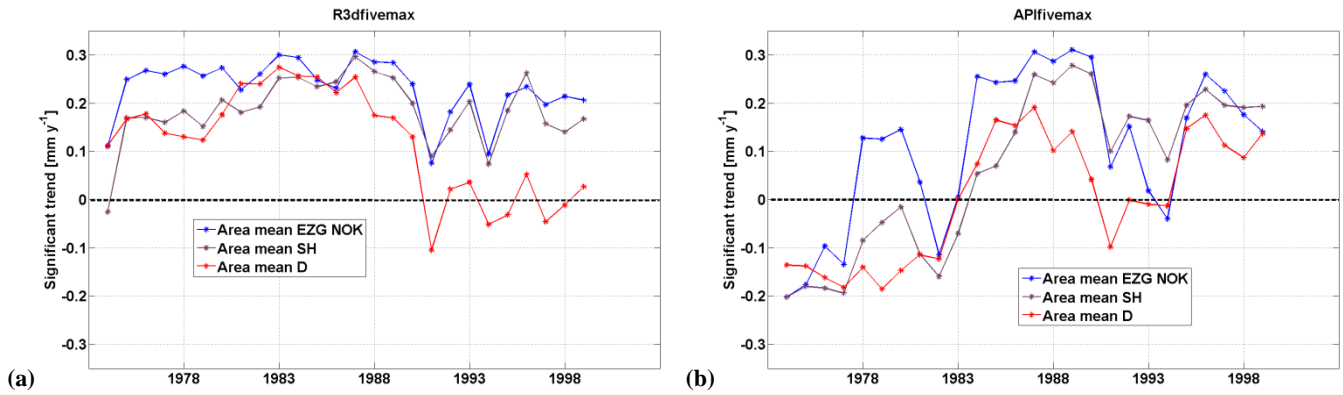 R3dfivemax
Significant trend [mm y⁻¹]
0.3
0.2
0.1
0
-0.1
-0.2
-0.3
Area mean EZG NOK
Area mean SH
Area mean D
1978 1983 1988 1993 1998
(a)
APIfivemax
Significant trend [mm y⁻¹]
0.3
0.2
0.1
0
-0.1
-0.2
-0.3
Area mean EZG NOK
Area mean SH
Area mean D
1978 1983 1988 1993 1998
(b)